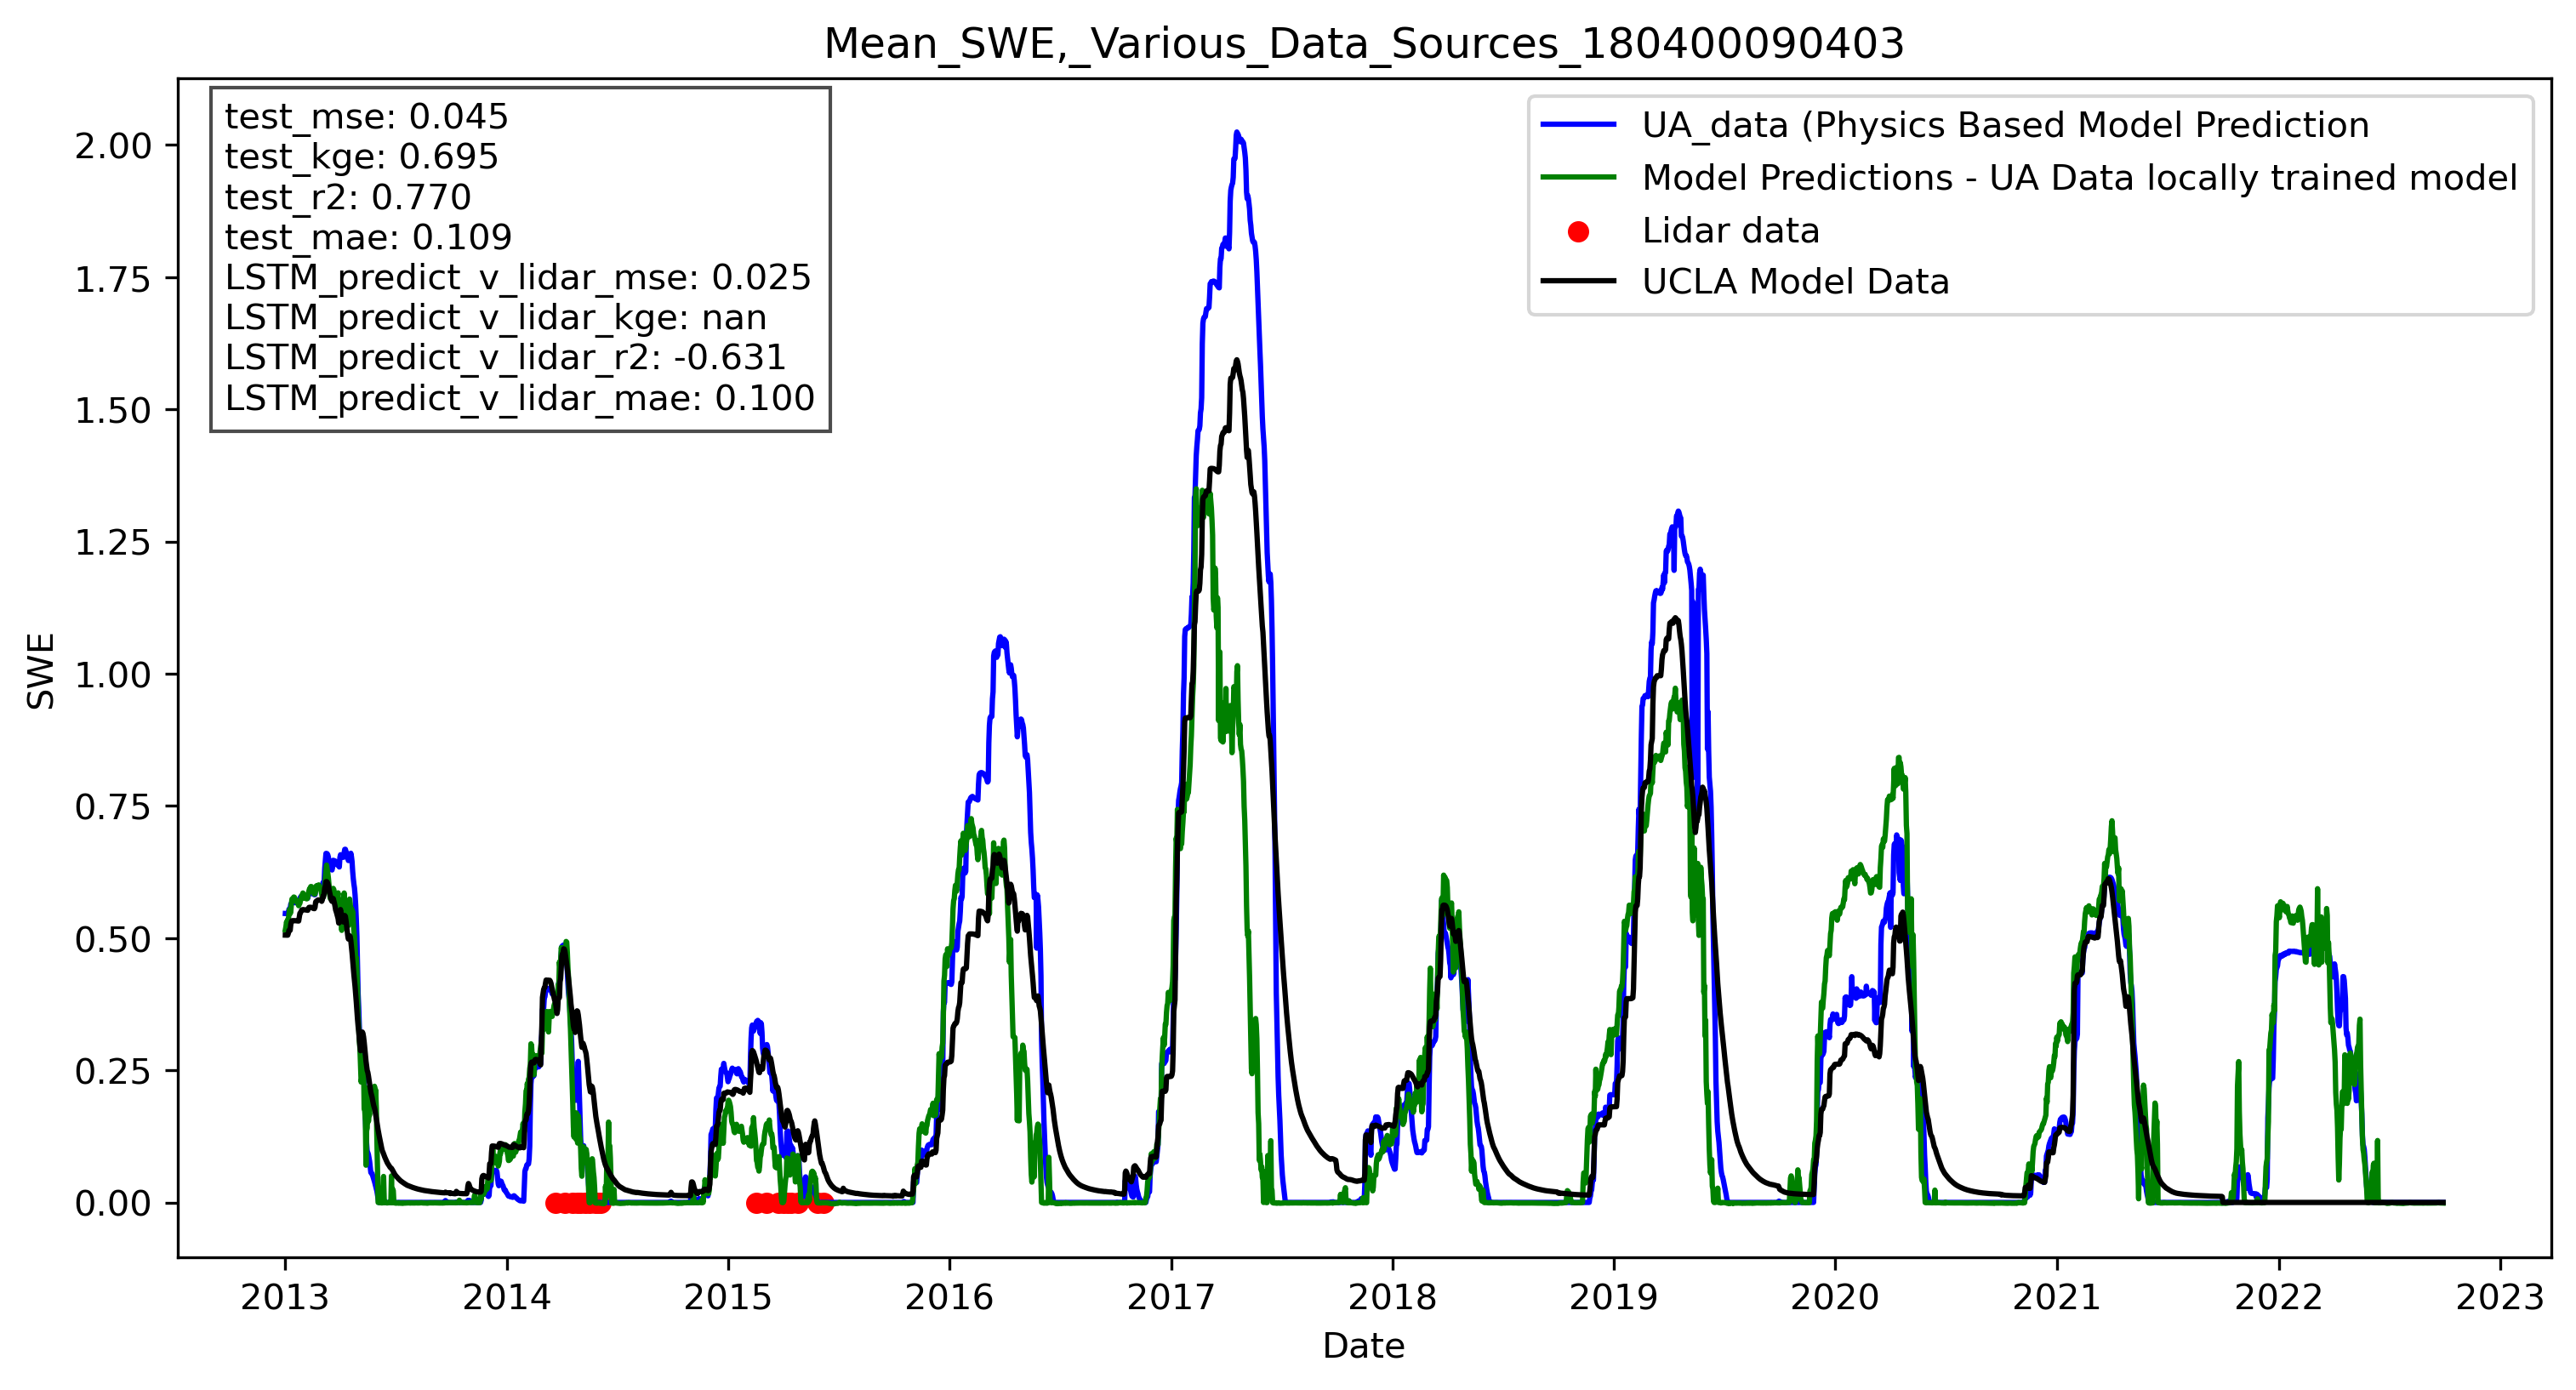 Mean_SWE,_Various_Data_Sources_180400090403
test_mse: 0.045
test_kge: 0.695
test_r2: 0.770
test_mae: 0.109
LSTM_predict_v_lidar_mse: 0.025
LSTM_predict_v_lidar_kge: nan
LSTM_predict_v_lidar_r2: -0.631
LSTM_predict_v_lidar_mae: 0.100
UA_data (Physics Based Model Prediction
Model Predictions - UA Data locally trained model
Lidar data
UCLA Model Data
SWE
2.00
1.75
1.50
1.25
1.00
0.75
0.50
0.25
0.00
2013 2014 2015 2016 2017 2018 2019 2020 2021 2022 2023
Date